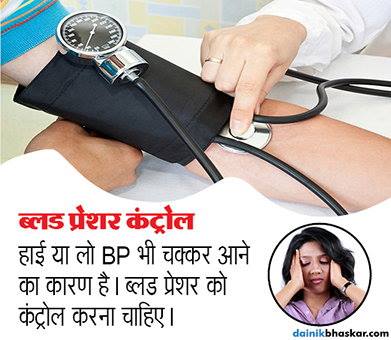 ब्लड प्रेशर कंट्रोल
हाई या लो BP भी चक्कर आने
का कारण है। ब्लड प्रेशर को
कंट्रोल करना चाहिए।
dainikbhaskar.com